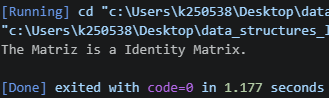 [Running] cd "c:\Users\k250538\Desktop\data
"c:\Users\k250538\Desktop\data_structures_l
The Matriz is a Identity Matrix.
[Done] exited with code=0 in 1.177 seconds